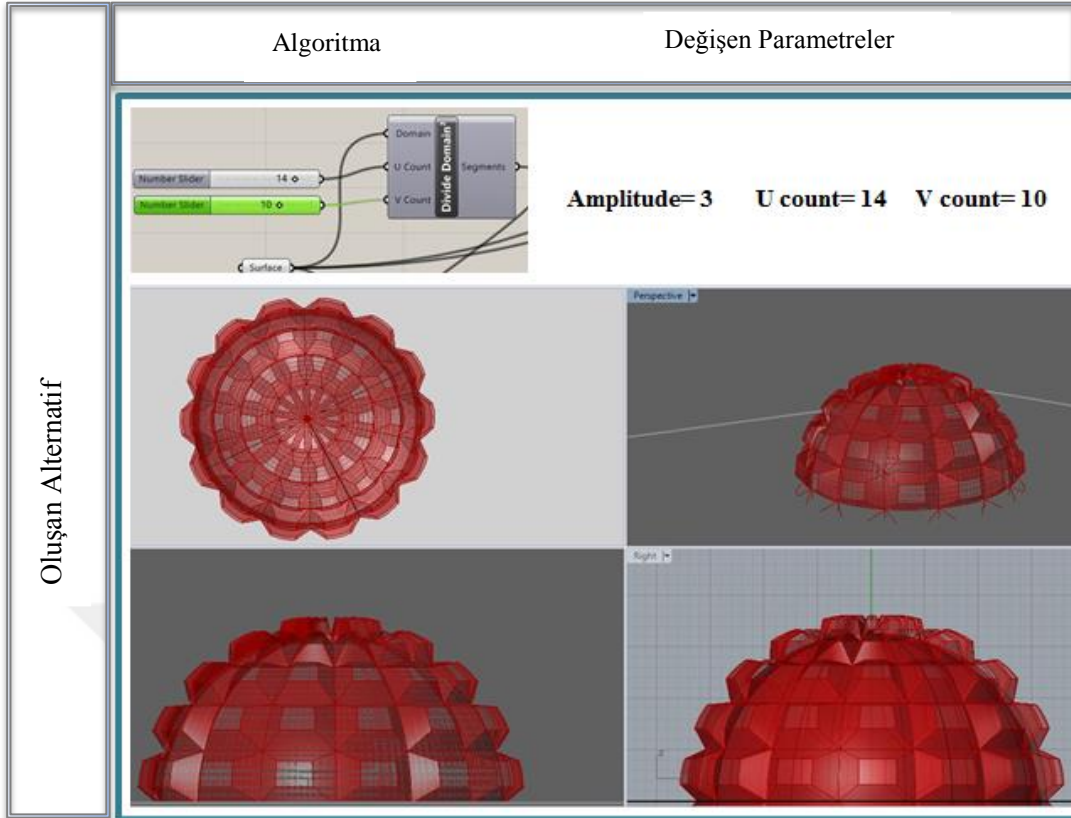 Algoritma
Değişen Parametreler
Oluşan Alternatif
Domain
U Count
V Count
Divide Domain²
Segments
Number Slider 14
Number Slider 10
Surface
Amplitude= 3 U count= 14 V count= 10
Perspective
Right
z